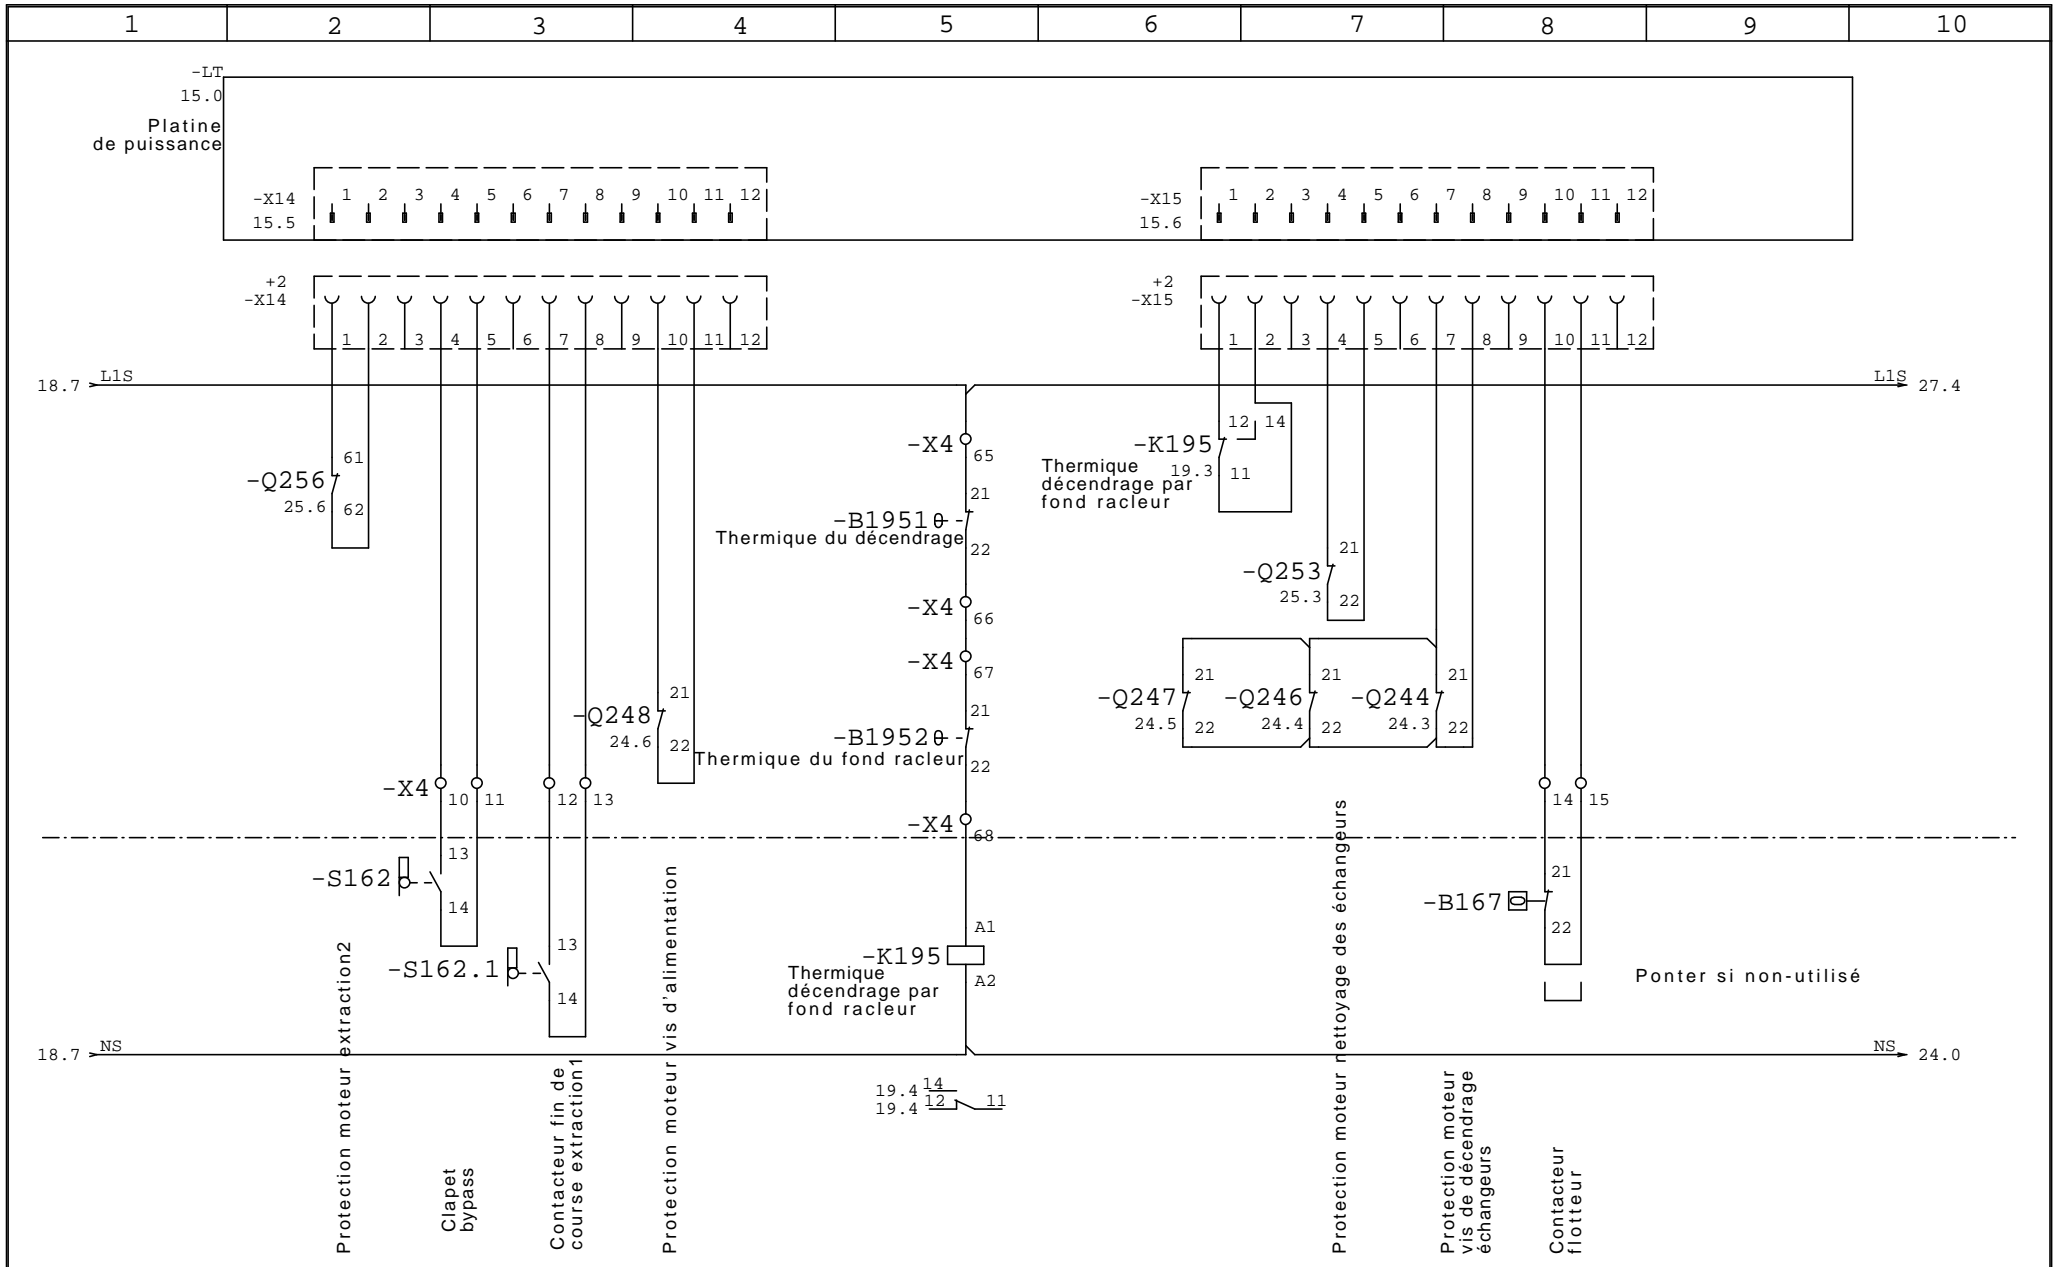 1 2 3 4 5 6 7 8 9 10
-LT
15.0
Platine
de puissance
-X14
15.5
1 2 3 4 5 6 7 8 9 10 11 12
-X15
15.6
1 2 3 4 5 6 7 8 9 10 11 12
+2
-X14
1 2 3 4 5 6 7 8 9 10 11 12
+2
-X15
1 2 3 4 5 6 7 8 9 10 11 12
18.7 L1S
L1S 27.4
-Q256
25.6
61
62
-X4
65
-B1951
21
22
Thermique du décendrage
-X4
66
-X4
67
-B1952
21
22
Thermique du fond racleur
-X4
68
-K195
19.3
12 14
11
Thermique
décendrage par
fond racleur
-Q253
25.3
21
22
-Q248
24.6
21
22
-Q247
24.5
21
22
-Q246
24.4
21
22
-Q244
24.3
21
22
-X4
10 11 12 13
14 15
-S162
13
14
-S162.1
13
14
-K195
A1
A2
Thermique
décendrage par
fond racleur
-B167
21
22
Ponter si non-utilisé
18.7 NS
NS 24.0
19.4 14
19.4 12 11
Protection moteur extraction2
Clapet
bypass
Contacteur fin de
course extraction1
Protection moteur vis d'alimentation
Protection moteur nettoyage des échangeurs
Protection moteur
vis de décendrage
échangeurs
Contacteur
flotteur